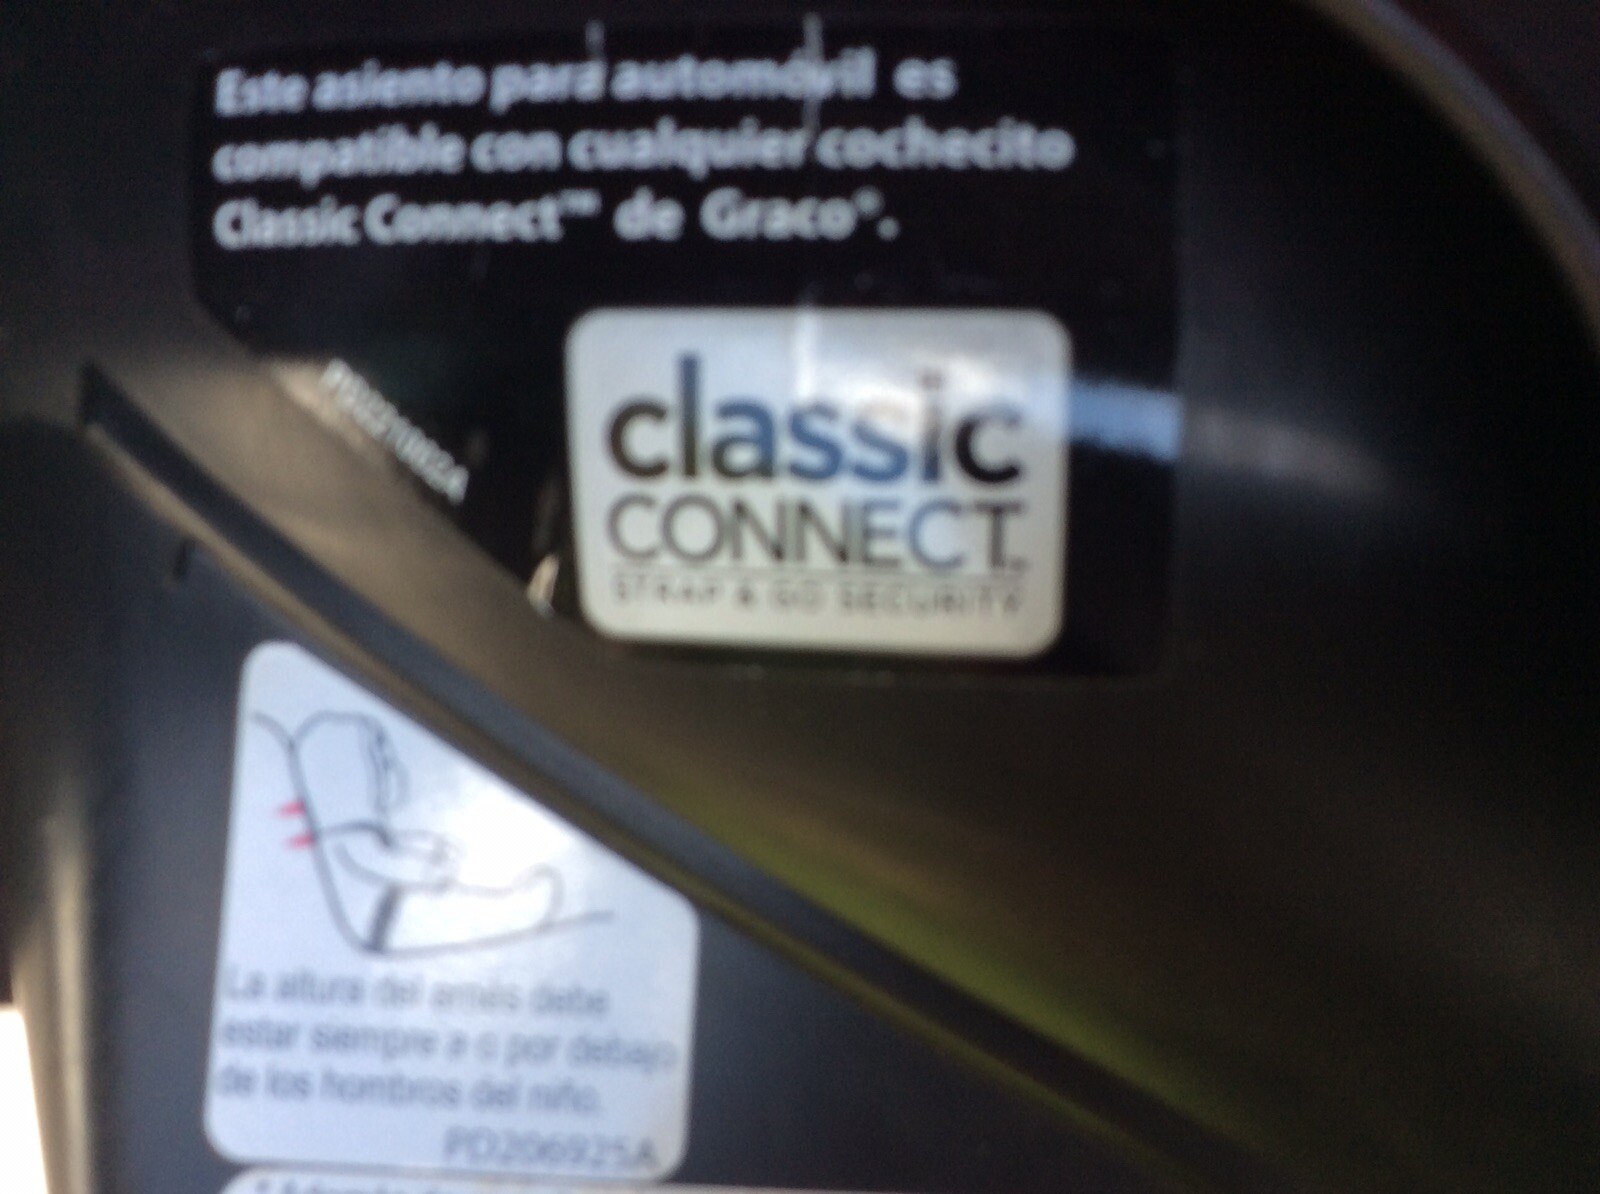 Este asiento para automóvil es
compatible con cualquier cochecito
Classic Connect™ de Graco®.
classic
CONNECT™
STRAP & GO SECURITY
La altura del arnés debe
estar siempre a o por debajo
de los hombros del niño.
PD206925A